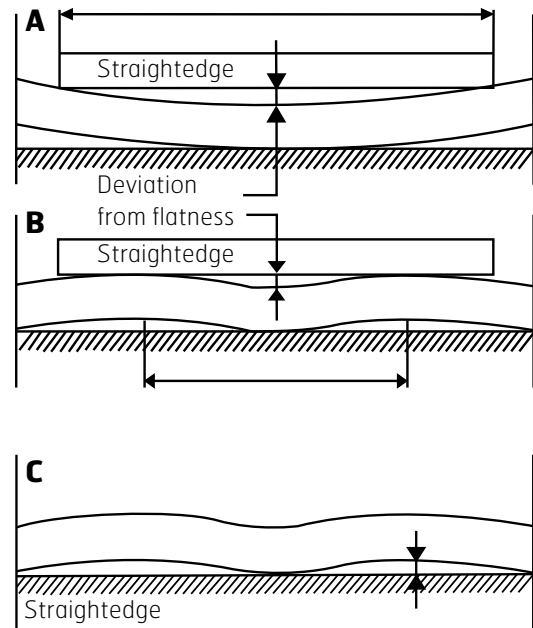 A
Straightedge
Deviation
from flatness
B
Straightedge
C
Straightedge